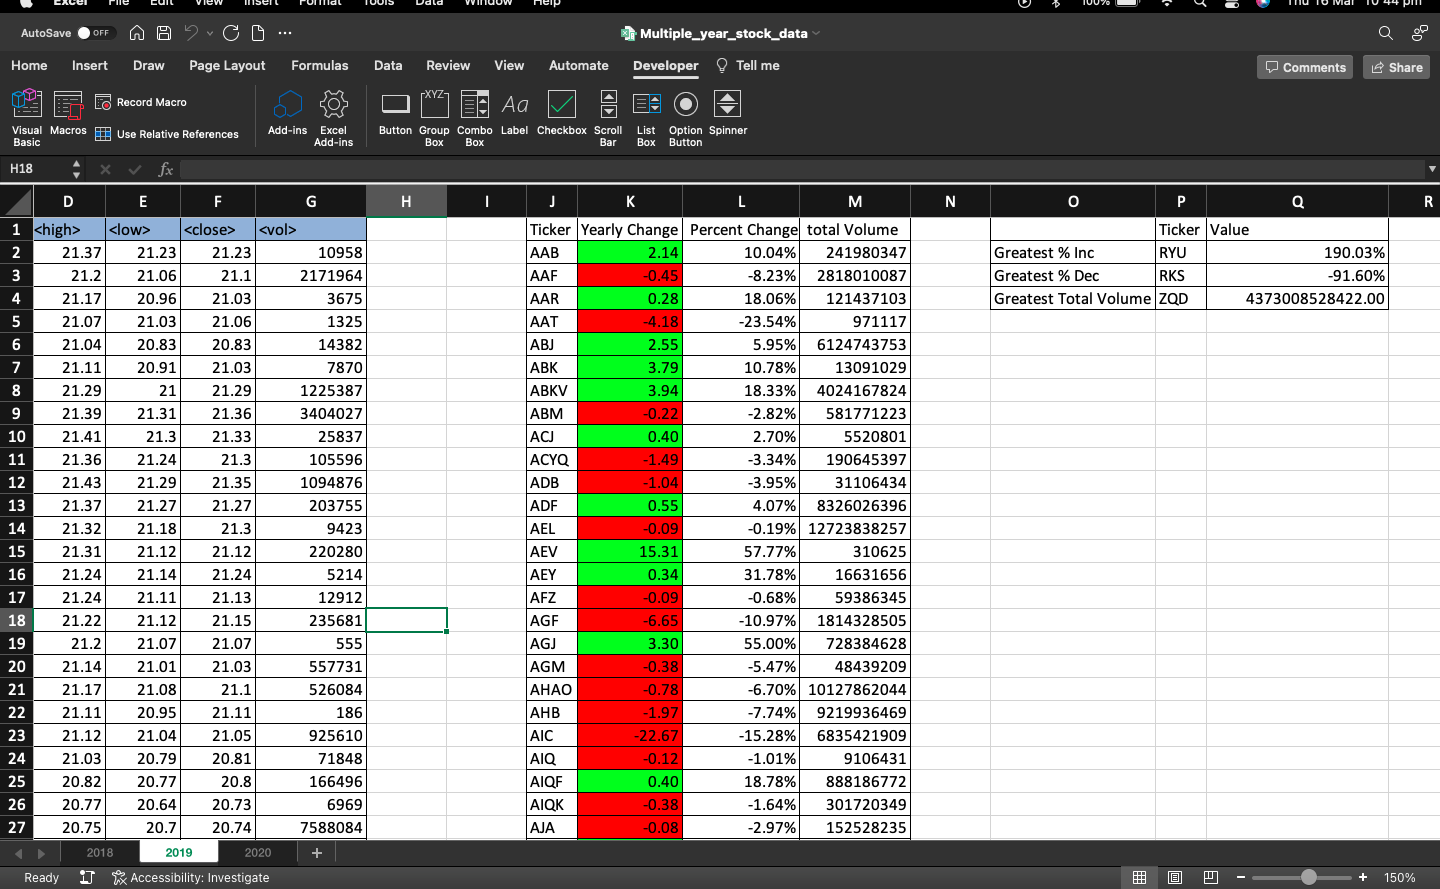 Excel File Edit View Insert Format Tools Data Window Help 100% Thu 16 Mar 10 44 pm
AutoSave OFF Multiple_year_stock_data
Home Insert Draw Page Layout Formulas Data Review View Automate Developer Tell me Comments Share
Visual Basic Macros Record Macro Use Relative References Add-ins Excel Add-ins Button Group Box Combo Box Label Checkbox Scroll Bar List Box Option Button Spinner
XYZ Aa
H18 fx
D E F G H I J K L M N O P Q R
1 <high> <low> <close> <vol> Ticker Yearly Change Percent Change total Volume Ticker Value
2 21.37 21.23 21.23 10958 AAB 2.14 10.04% 241980347 Greatest % Inc RYU 190.03%
3 21.2 21.06 21.1 2171964 AAF -0.45 -8.23% 2818010087 Greatest % Dec RKS -91.60%
4 21.17 20.96 21.03 3675 AAR 0.28 18.06% 121437103 Greatest Total Volume ZQD 4373008528422.00
5 21.07 21.03 21.06 1325 AAT -4.18 -23.54% 971117
6 21.04 20.83 20.83 14382 ABJ 2.55 5.95% 6124743753
7 21.11 20.91 21.03 7870 ABK 3.79 10.78% 13091029
8 21.29 21 21.29 1225387 ABKV 3.94 18.33% 4024167824
9 21.39 21.31 21.36 3404027 ABM -0.22 -2.82% 581771223
10 21.41 21.3 21.33 25837 ACJ 0.40 2.70% 5520801
11 21.36 21.24 21.3 105596 ACYQ -1.49 -3.34% 190645397
12 21.43 21.29 21.35 1094876 ADB -1.04 -3.95% 31106434
13 21.37 21.27 21.27 203755 ADF 0.55 4.07% 8326026396
14 21.32 21.18 21.3 9423 AEL -0.09 -0.19% 12723838257
15 21.31 21.12 21.12 220280 AEV 15.31 57.77% 310625
16 21.24 21.14 21.24 5214 AEY 0.34 31.78% 16631656
17 21.24 21.11 21.13 12912 AFZ -0.09 -0.68% 59386345
18 21.22 21.12 21.15 235681 AGF -6.65 -10.97% 1814328505
19 21.2 21.07 21.07 555 AGJ 3.30 55.00% 728384628
20 21.14 21.01 21.03 557731 AGM -0.38 -5.47% 48439209
21 21.17 21.08 21.1 526084 AHAO -0.78 -6.70% 10127862044
22 21.11 20.95 21.11 186 AHB -1.97 -7.74% 9219936469
23 21.12 21.04 21.05 925610 AIC -22.67 -15.28% 6835421909
24 21.03 20.79 20.81 71848 AIQ -0.12 -1.01% 9106431
25 20.82 20.77 20.8 166496 AIQF 0.40 18.78% 888186772
26 20.77 20.64 20.73 6969 AIQK -0.38 -1.64% 301720349
27 20.75 20.7 20.74 7588084 AJA -0.08 -2.97% 152528235
2018 2019 2020 +
Ready Accessibility: Investigate - + 150%